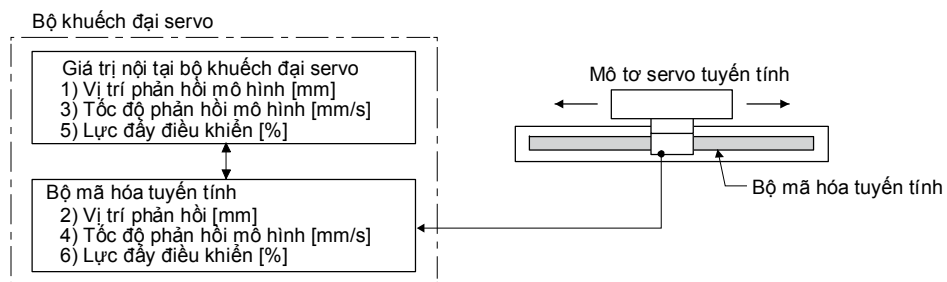 Bộ khuếch đại servo
Giá trị nội tại bộ khuếch đại servo
1) Vị trí phản hồi mô hình [mm]
3) Tốc độ phản hồi mô hình [mm/s]
5) Lực đẩy điều khiển [%]
Bộ mã hóa tuyến tính
2) Vị trí phản hồi [mm]
4) Tốc độ phản hồi mô hình [mm/s]
6) Lực đẩy điều khiển [%]
Mô tơ servo tuyến tính
Bộ mã hóa tuyến tính